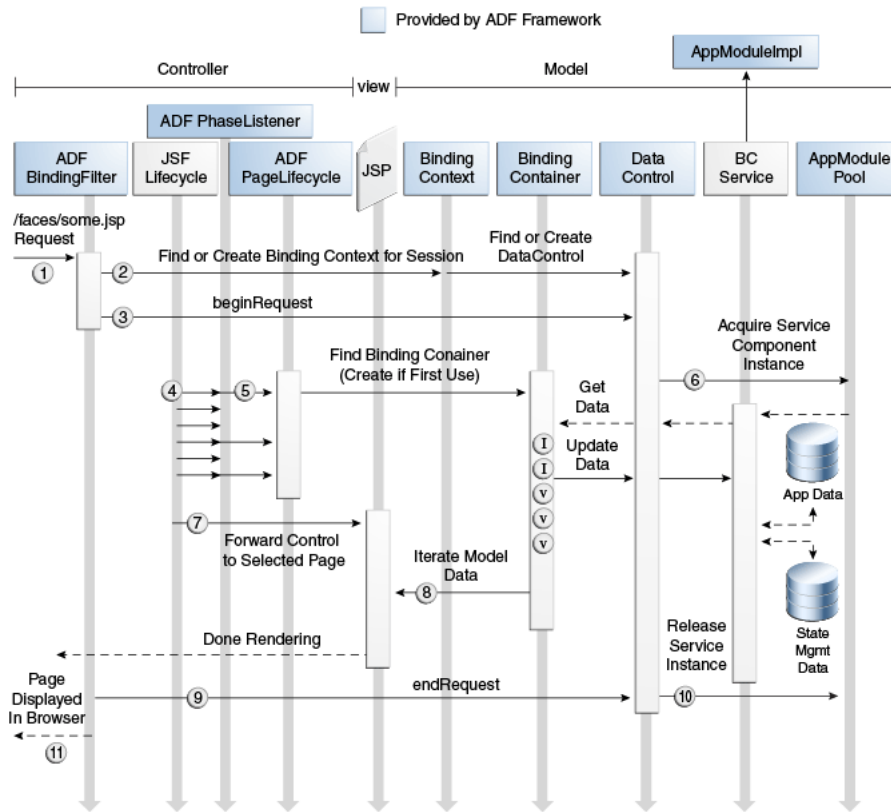 Provided by ADF Framework
AppModuleImpl
Controller
view
Model
ADF PhaseListener
ADF
BindingFilter
JSF
Lifecycle
ADF
PageLifecycle
JSP
Binding
Context
Binding
Container
Data
Control
BC
Service
AppModule
Pool
/faces/some.jsp
Request
1
2
Find or Create Binding Context for Session
Find or Create
DataControl
3
beginRequest
4
5
Find Binding Conainer
(Create if First Use)
6
Acquire Service
Component
Instance
Get
Data
I
I
v
v
v
Update
Data
App Data
7
Forward Control
to Selected Page
Iterate Model
Data
8
State
Mgmt
Data
Done Rendering
Release
Service
Instance
Page
Displayed
In Browser
9
endRequest
10
11